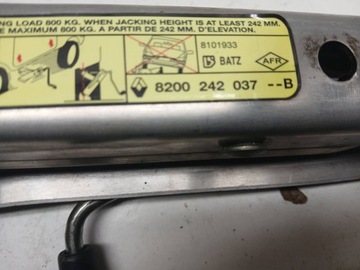 NG LOAD 800 KG. WHEN JACKING HEIGHT IS AT LEAST 242 MM.
E MAXIMUM 800 KG. A PARTIR DE 242 MM. D'ELEVATION.
8101933
BATZ
AFR
8200 242 037 --B